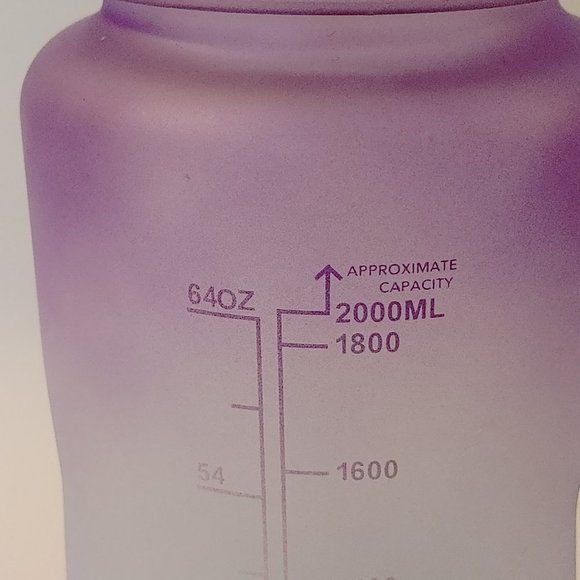 APPROXIMATE
CAPACITY
64OZ
2000ML
1800
54
1600